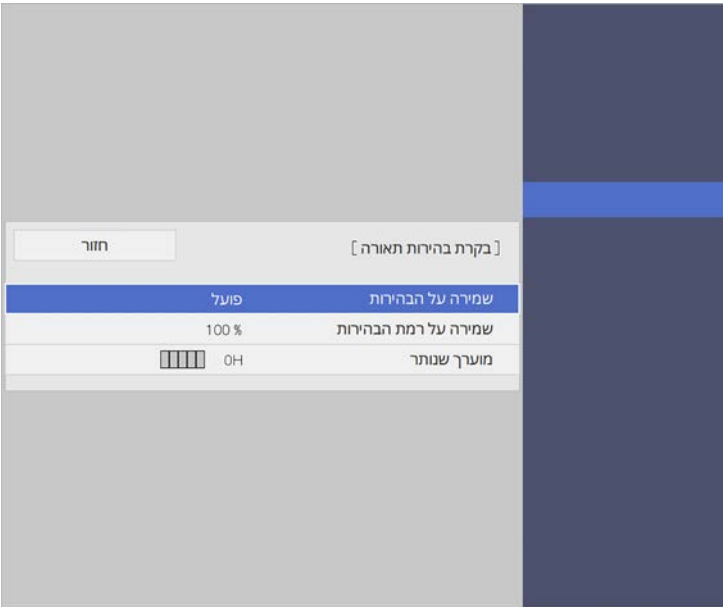 [בקרת בהירות תאורה] חזור
שמירה על הבהירות פועל
שמירה על רמת הבהירות 100 %
מוערך שנותר 0H